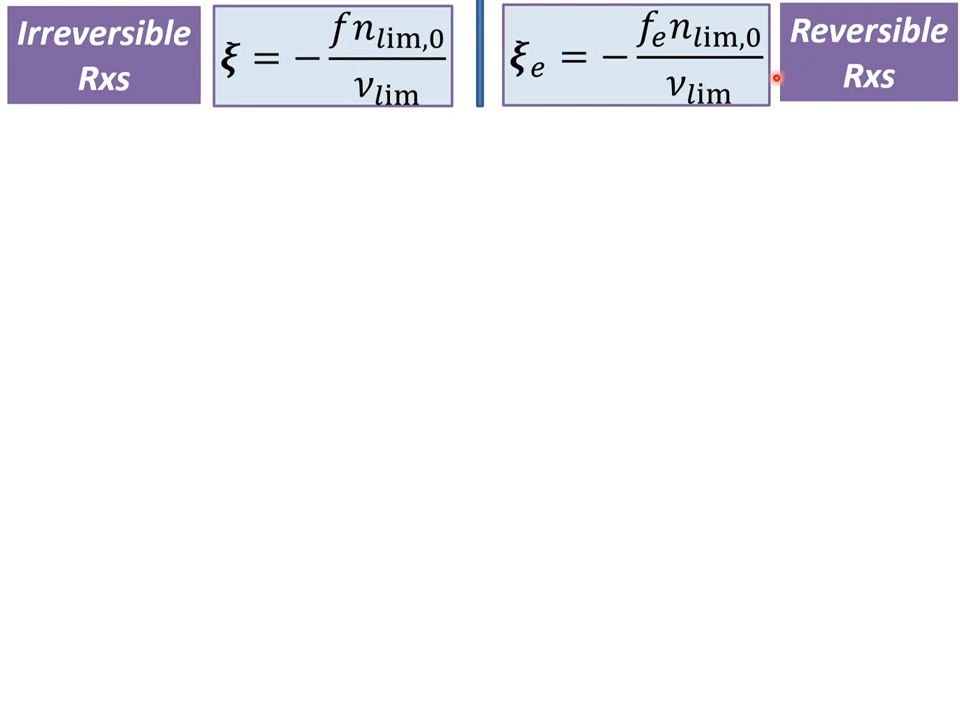 Irreversible
Rxs
ξ = − f n_lim,0 / ν_lim
ξ_e = − f_e n_lim,0 / ν_lim
Reversible
Rxs